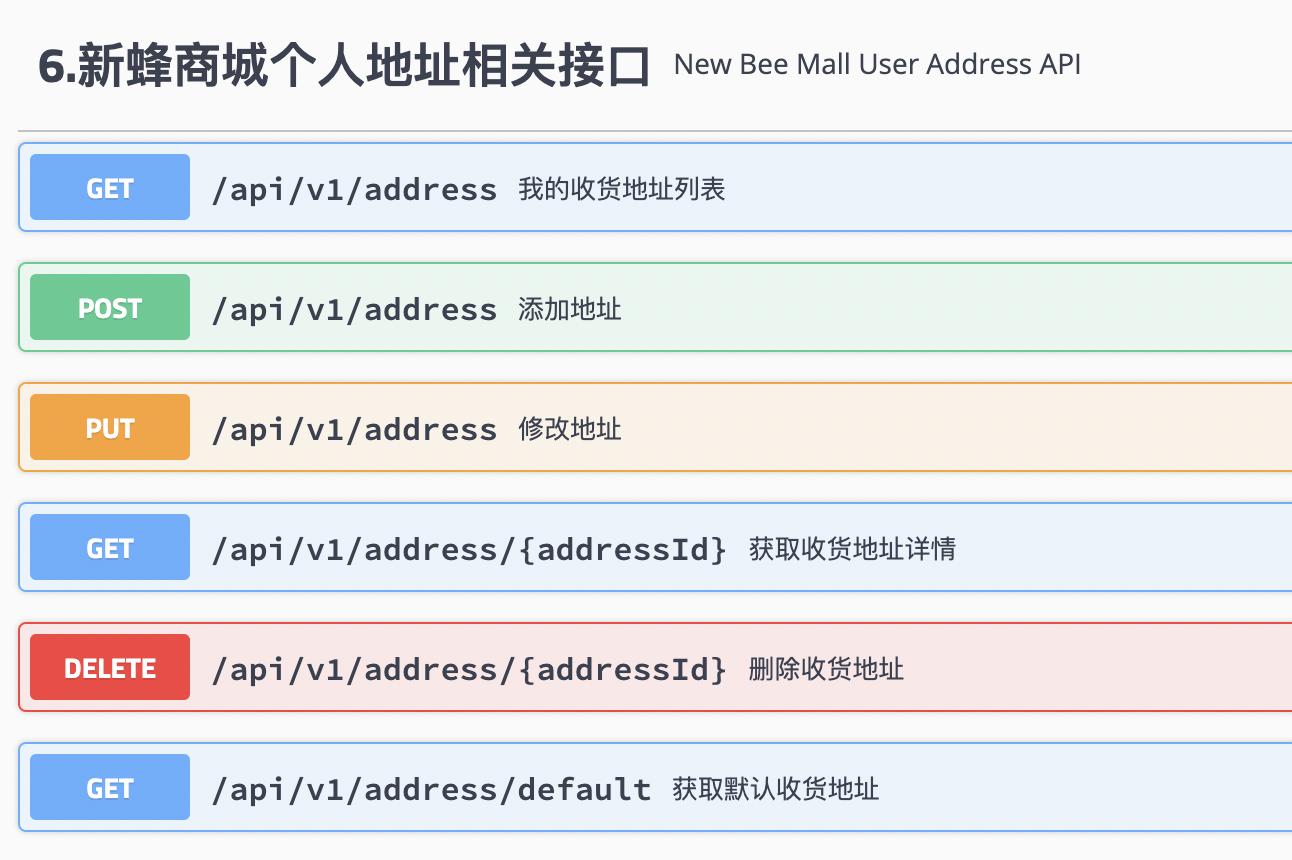 6.新蜂商城个人地址相关接口 New Bee Mall User Address API
GET /api/v1/address 我的收货地址列表
POST /api/v1/address 添加地址
PUT /api/v1/address 修改地址
GET /api/v1/address/{addressId} 获取收货地址详情
DELETE /api/v1/address/{addressId} 删除收货地址
GET /api/v1/address/default 获取默认收货地址